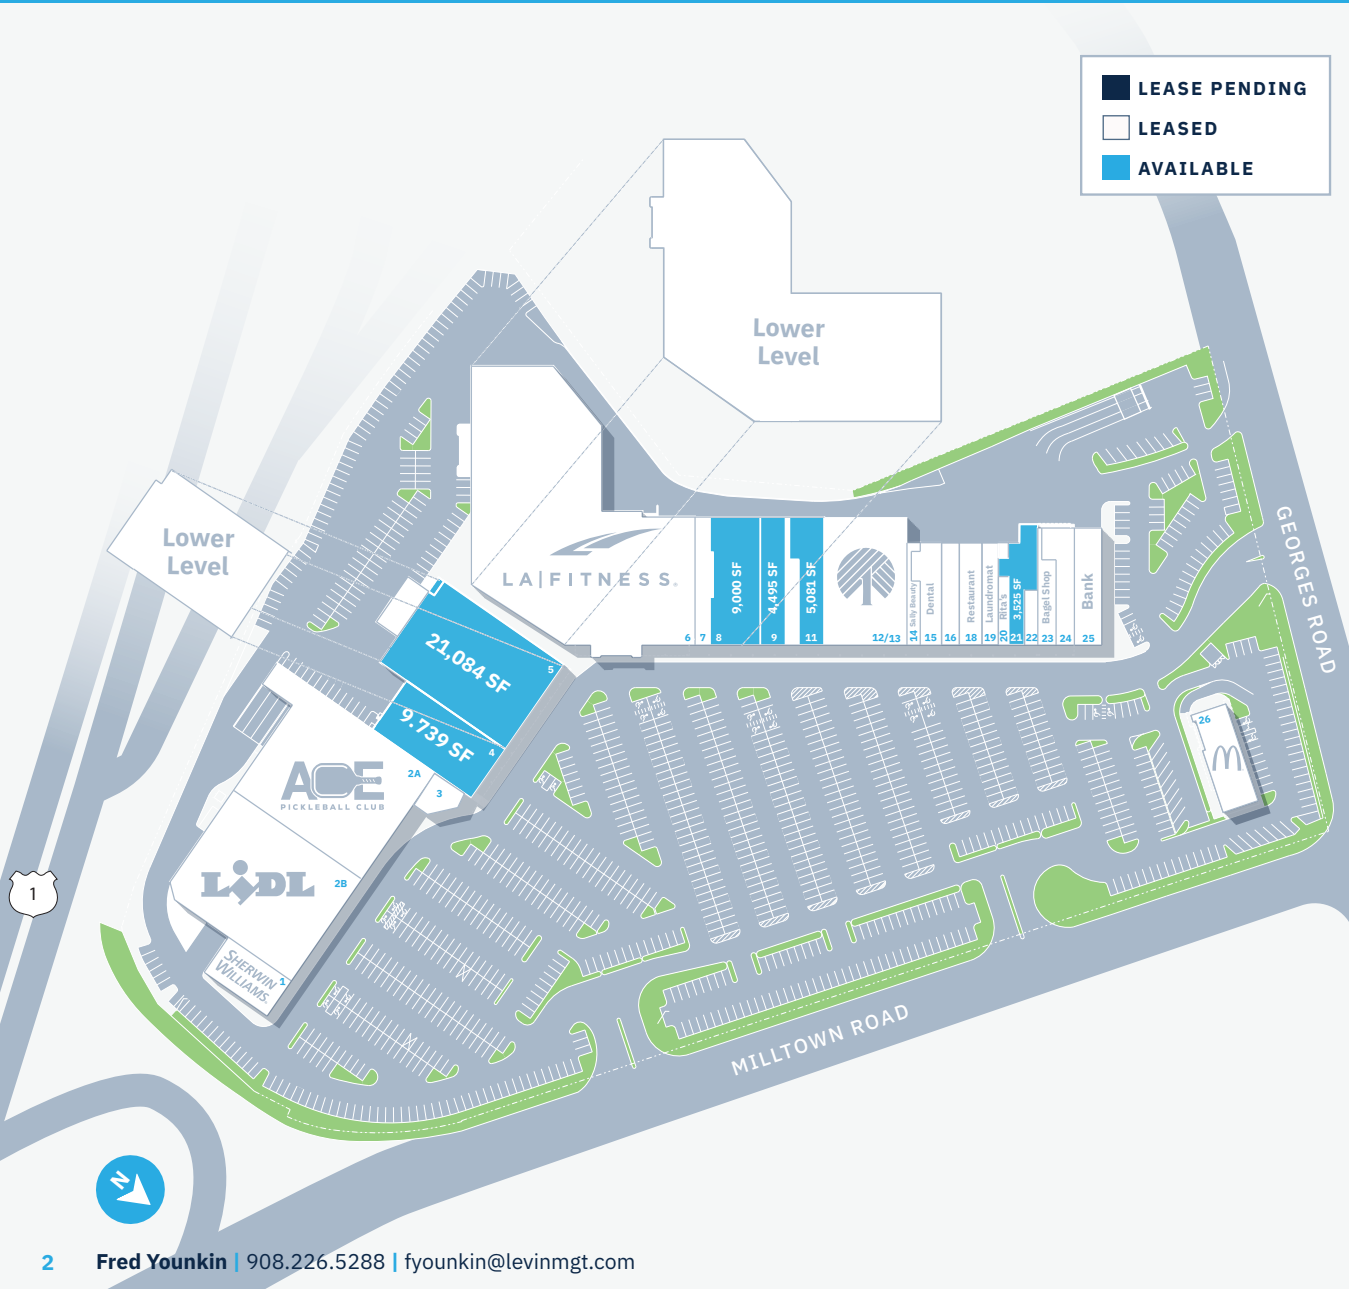 LEASE PENDING
LEASED
AVAILABLE
Lower
Level
Lower
Level
LA|FITNESS.
9,000 SF
4,495 SF
5,081 SF
3,525 SF
Sally Beauty
Dental
Restaurant
Laundromat
Rita's
Bagel Shop
Bank
6
7
8
9
11
12/13
14
15
16
18
19
20
21
22
23
24
25
21,084 SF
5
9.739 SF
4
2A
3
ACE
PICKLEBALL CLUB
LIDL
2B
SHERWIN
WILLIAMS.
1
26
GEORGES ROAD
MILLTOWN ROAD
1
N
2 Fred Younkin | 908.226.5288 | fyounkin@levinmgt.com